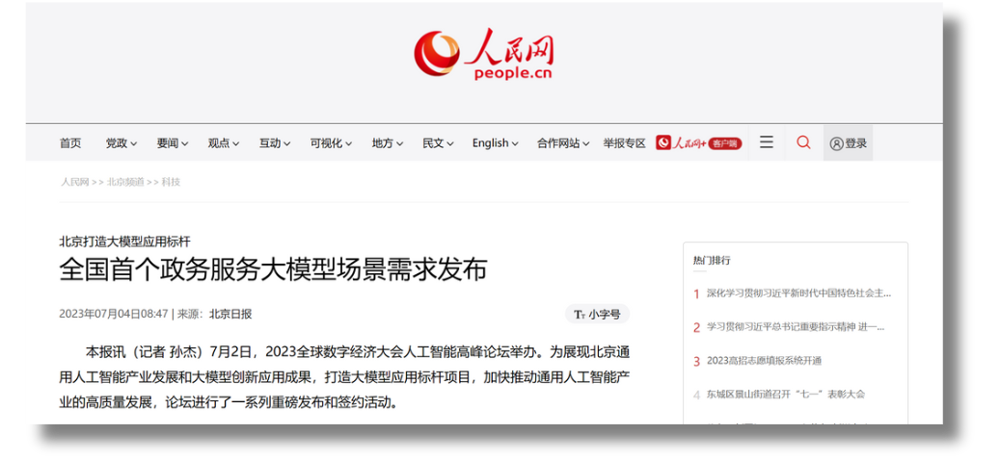 人民网
people.cn
首页 党政 要闻 观点 互动 可视化 地方 民文 English 合作网站 举报专区 人民网+ 客户端 登录
人民网 >> 北京频道 >> 科技
北京打造大模型应用标杆
全国首个政务服务大模型场景需求发布
2023年07月04日08:47 | 来源：北京日报
TT 小字号
本报讯（记者 孙杰）7月2日，2023全球数字经济大会人工智能高峰论坛举办。为展现北京通
用人工智能产业发展和大模型创新应用成果，打造大模型应用标杆项目，加快推动通用人工智能产
业的高质量发展，论坛进行了一系列重磅发布和签约活动。
热门排行
1 深化学习贯彻习近平新时代中国特色社会主...
2 学习贯彻习近平总书记重要指示精神 进一...
3 2023高招志愿填报系统开通
4 东城区景山街道召开“七一”表彰大会